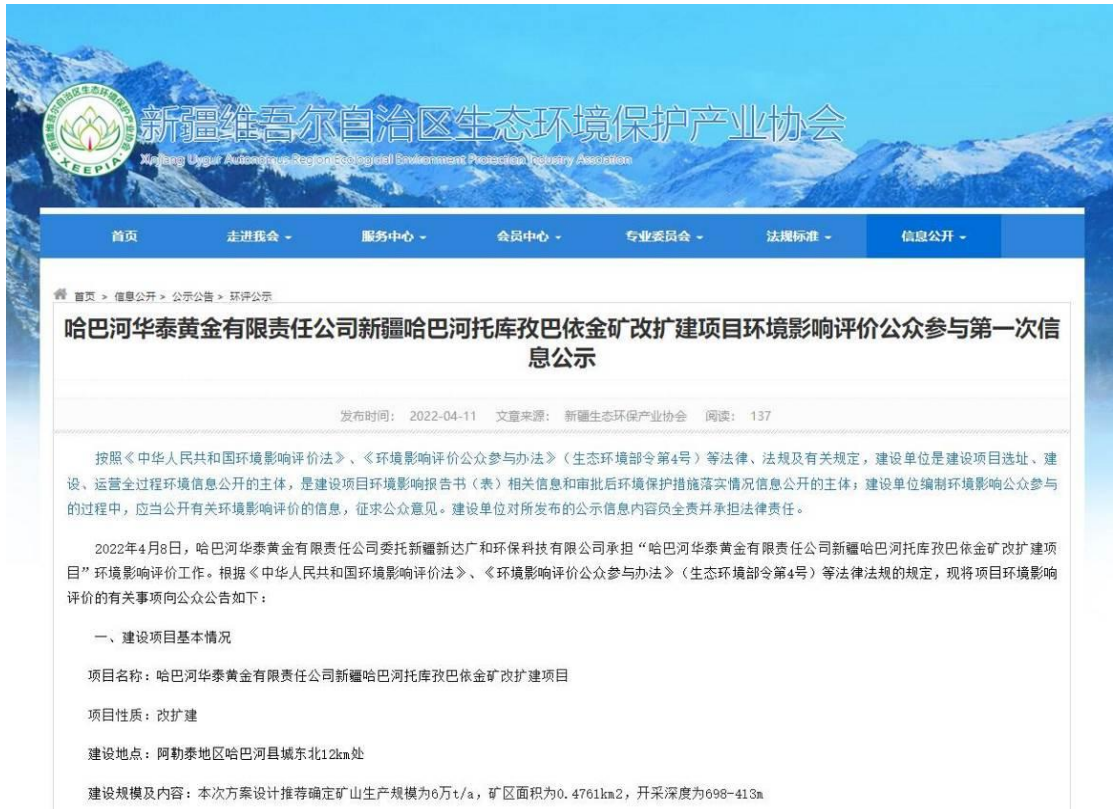 新疆维吾尔自治区生态环境保护产业协会
Xinjiang Uygur Autonomous Region Ecological Environment Protection Industry
XEEPIA
首页 走进我会 服务中心 会员中心 专业委员会 法规标准 信息公开
首页 > 信息公开 > 公示公告 > 环评公示
哈巴河华泰黄金有限责任公司新疆哈巴河托库孜巴依金矿改扩建项目环境影响评价公众参与第一次信
息公示
发布时间： 2022-04-11 文章来源： 新疆生态环保产业协会 阅读： 137
按照《中华人民共和国环境影响评价法》、《环境影响评价公众参与办法》（生态环境部令第4号）等法律、法规及有关规定，建设单位是建设项目选址、建
设、运营全过程环境信息公开的主体，是建设项目环境影响报告书（表）相关信息和审批后环境保护措施落实情况信息公开的主体；建设单位编制环境影响公众参与
的过程中，应当公开有关环境影响评价的信息，征求公众意见。建设单位对所发布的公示信息内容负全责并承担法律责任。
2022年4月8日，哈巴河华泰黄金有限责任公司委托新疆新达广和环保科技有限公司承担“哈巴河华泰黄金有限责任公司新疆哈巴河托库孜巴依金矿改扩建项
目”环境影响评价工作。根据《中华人民共和国环境影响评价法》、《环境影响评价公众参与办法》（生态环境部令第4号）等法律法规的规定，现将项目环境影响
评价的有关事项向公众公告如下：
一、建设项目基本情况
项目名称：哈巴河华泰黄金有限责任公司新疆哈巴河托库孜巴依金矿改扩建项目
项目性质：改扩建
建设地点：阿勒泰地区哈巴河县城东北12km处
建设规模及内容：本次方案设计推荐确定矿山生产规模为6万t/a，矿区面积为0.4761km2，开采深度为698-413m